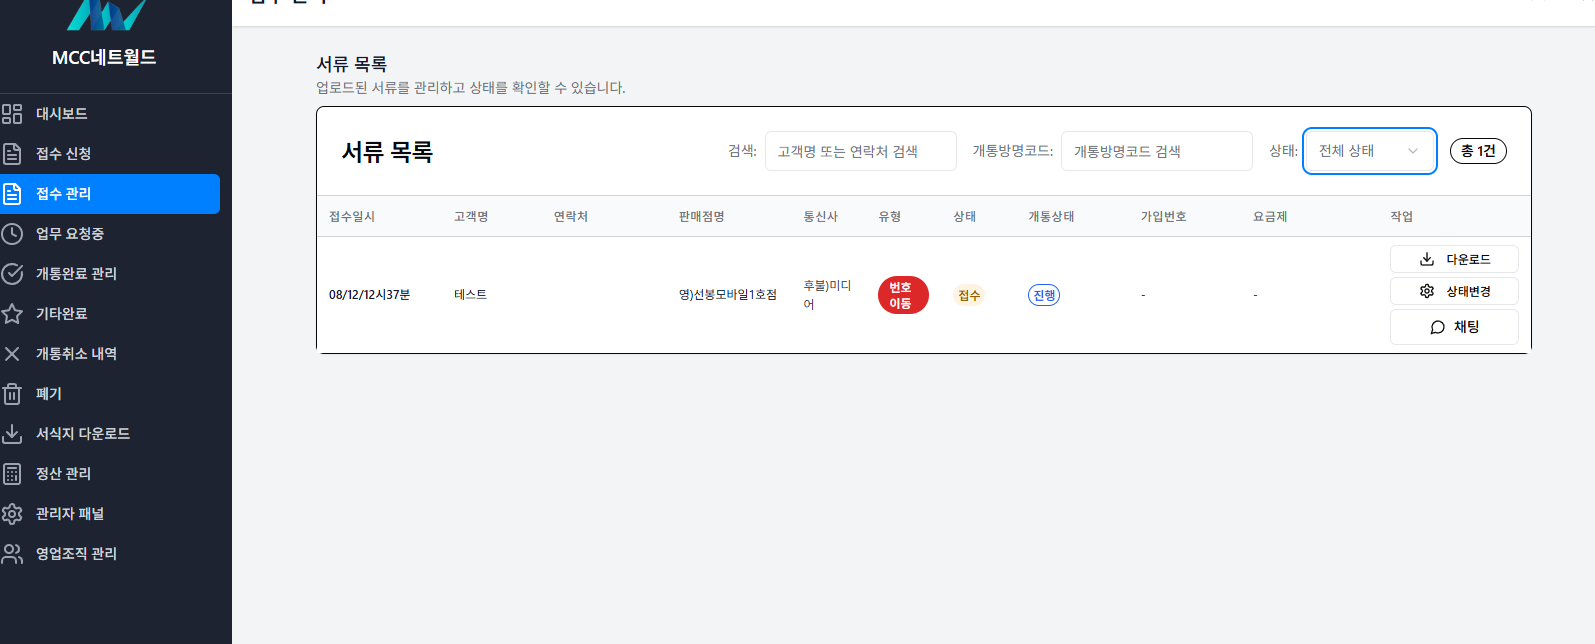 MCC네트월드
대시보드
접수 신청
접수 관리
업무 요청중
개통완료 관리
기타완료
개통취소 내역
폐기
서식지 다운로드
정산 관리
관리자 패널
영업조직 관리
서류 목록
업로드된 서류를 관리하고 상태를 확인할 수 있습니다.
서류 목록
검색: 고객명 또는 연락처 검색 개통방명코드: 개통방명코드 검색 상태: 전체 상태 총 1건
접수일시 고객명 연락처 판매점명 통신사 유형 상태 개통상태 가입번호 요금제 작업
08/12/12시37분 테스트 영)선봉모바일1호점
후불)미디
어
번호
이동
접수 진행 - -
다운로드
상태변경
채팅